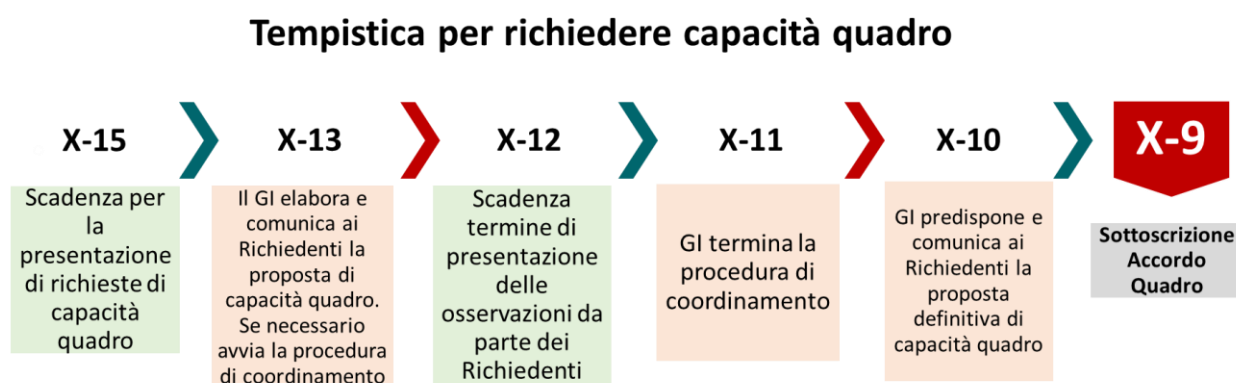 Tempistica per richiedere capacità quadro
X-15
Scadenza per
la
presentazione
di richieste di
capacità
quadro
X-13
Il GI elabora e
comunica ai
Richiedenti la
proposta di
capacità quadro.
Se necessario
avvia la procedura
di coordinamento
X-12
Scadenza
termine di
presentazione
delle
osservazioni da
parte dei
Richiedenti
X-11
GI termina la
procedura di
coordinamento
X-10
GI predispone e
comunica ai
Richiedenti la
proposta
definitiva di
capacità quadro
X-9
Sottoscrizione
Accordo
Quadro